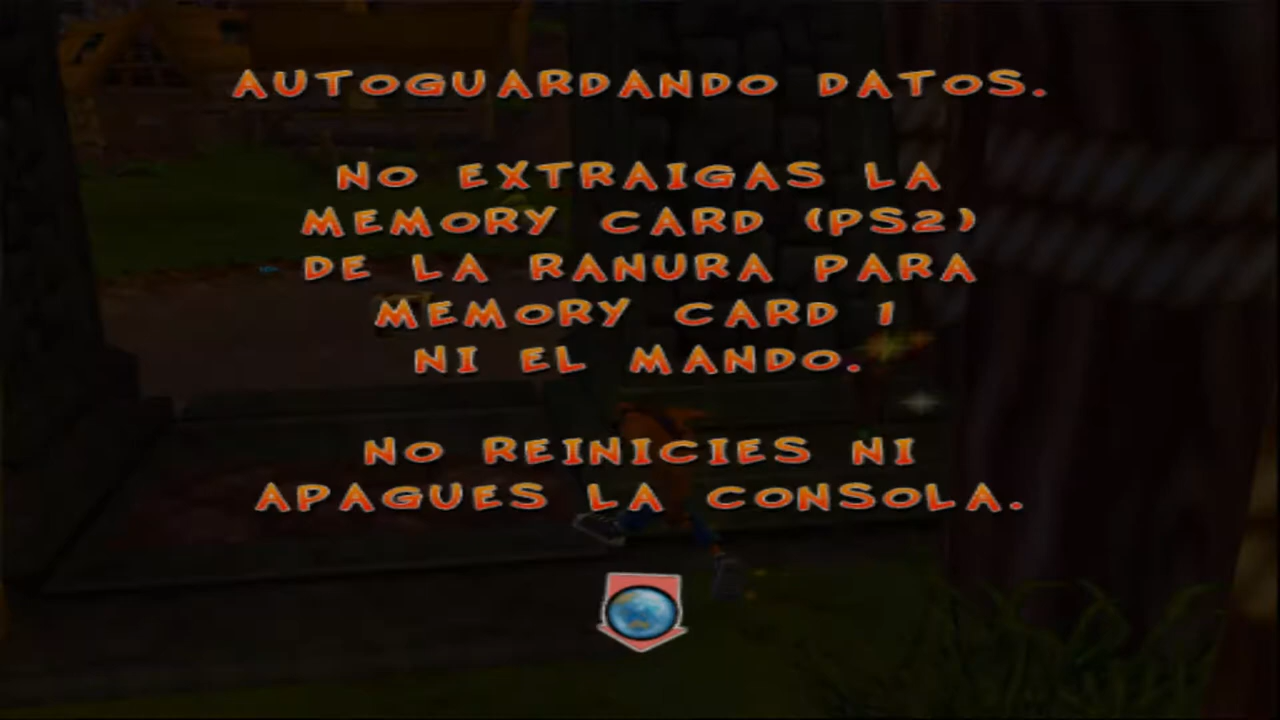 AUTOGUARDANDO DATOS.
NO EXTRAIGAS LA
MEMORY CARD (PS2)
DE LA RANURA PARA
MEMORY CARD 1
NI EL MANDO.
NO REINICIES NI
APAGUES LA CONSOLA.